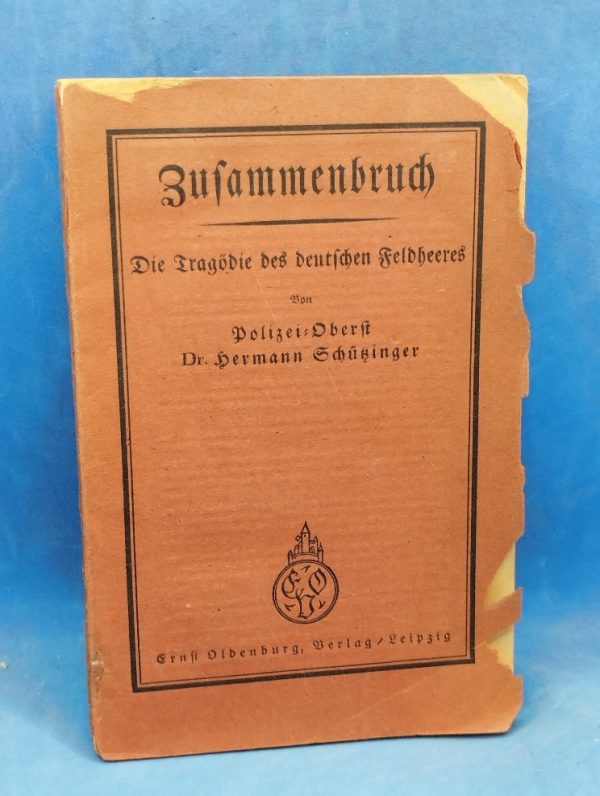 Zuſammenbruch
Die Tragödie des deutſchen Feldheeres
Von
Polizei⸗Oberſt
Dr. Hermann Schützinger
E O
V
Ernſt Oldenburg, Verlag / Leipzig